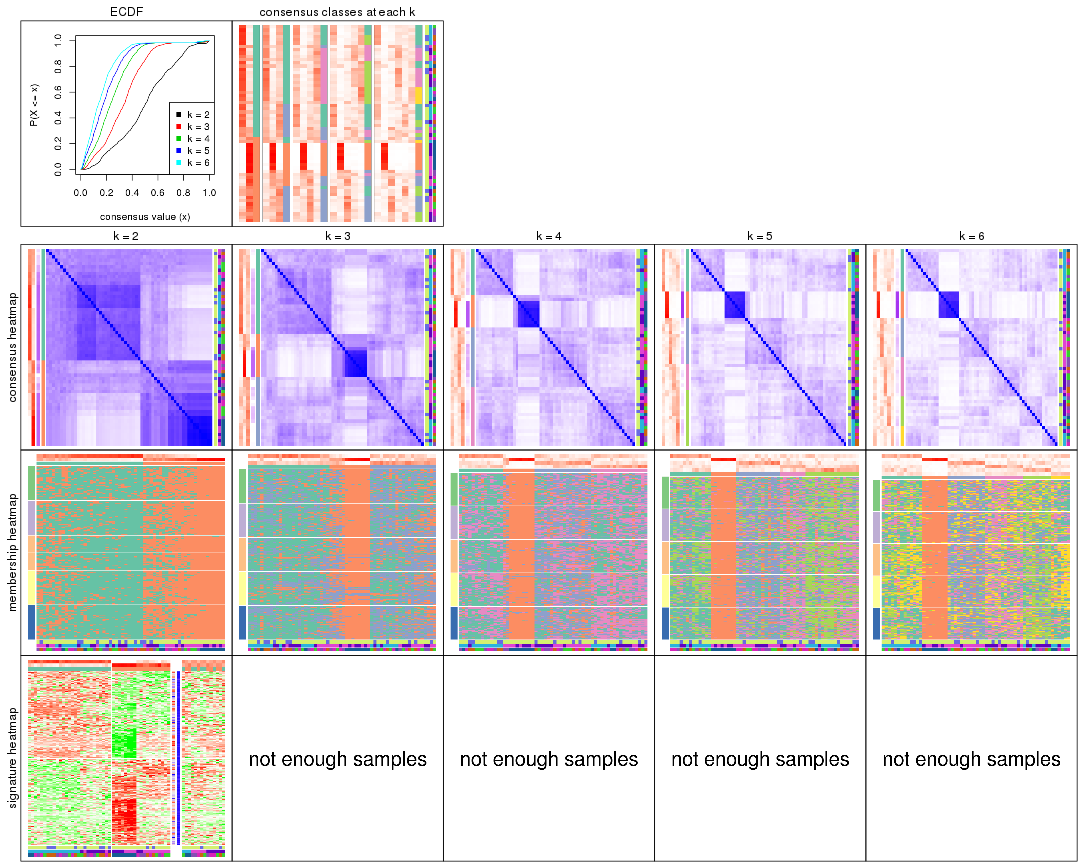 ECDF
consensus classes at each k
P(X <= x)
0.0 0.2 0.4 0.6 0.8 1.0
k = 2
k = 3
k = 4
k = 5
k = 6
0.0 0.2 0.4 0.6 0.8 1.0
consensus value (x)
k = 2
k = 3
k = 4
k = 5
k = 6
consensus heatmap
membership heatmap
signature heatmap
not enough samples
not enough samples
not enough samples
not enough samples